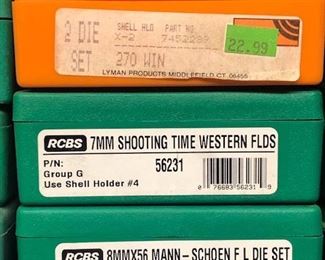 2 DIE SHELL HLD PART NO.
X-2
SET 270 WIN
22.99
LYMAN PRODUCTS MIDDLEFIELD CT. 06455
RCBS 7MM SHOOTING TIME WESTERN FLDS
P/N: 56231
Group G
Use Shell Holder #4
0 76683 56231 9
RCBS 8MMX56 MANN-SCHOEN F L DIE SET